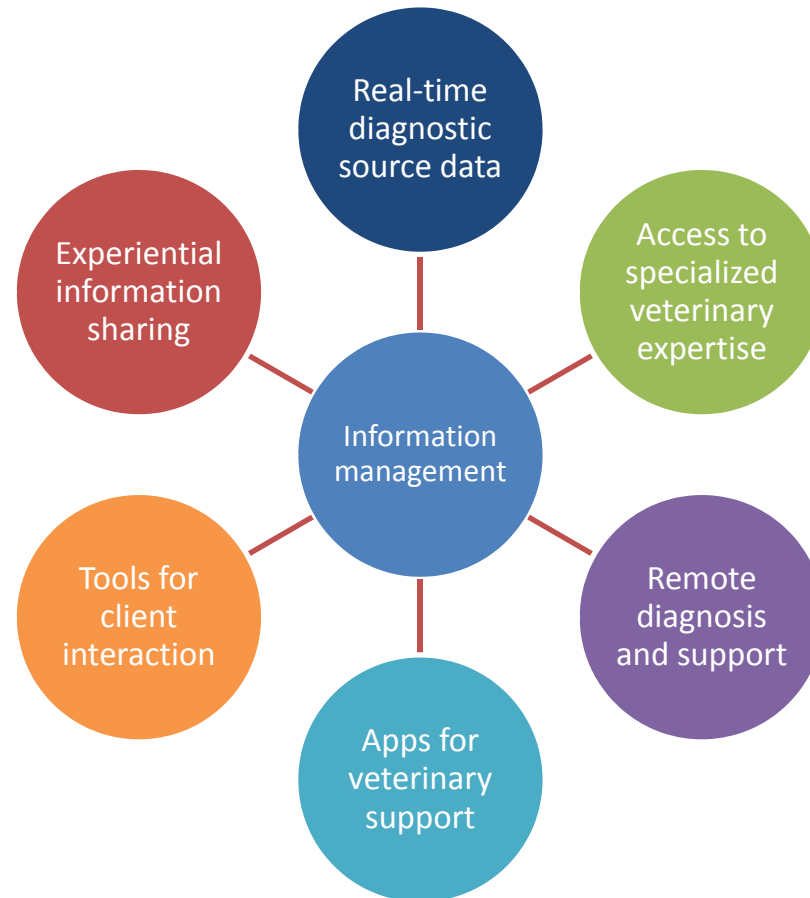 Real-time
diagnostic
source data
Access to
specialized
veterinary
expertise
Remote
diagnosis
and support
Apps for
veterinary
support
Tools for
client
interaction
Experiential
information
sharing
Information
management